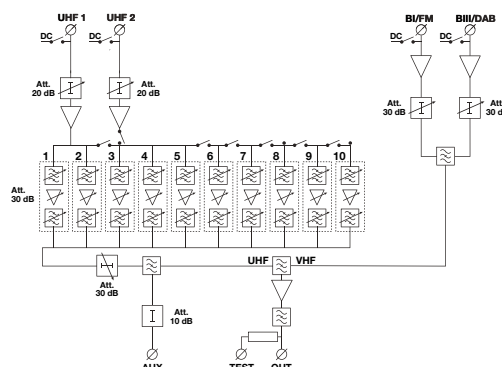 UHF 1 UHF 2 BI/FM BIII/DAB
DC DC DC DC
Att.
20 dB
Att.
20 dB
Att.
30 dB
Att.
30 d
1 2 3 4 5 6 7 8 9 10
Att.
30 dB
UHF VHF
Att.
30 dB
Att.
10 dB
AUX TEST OUT